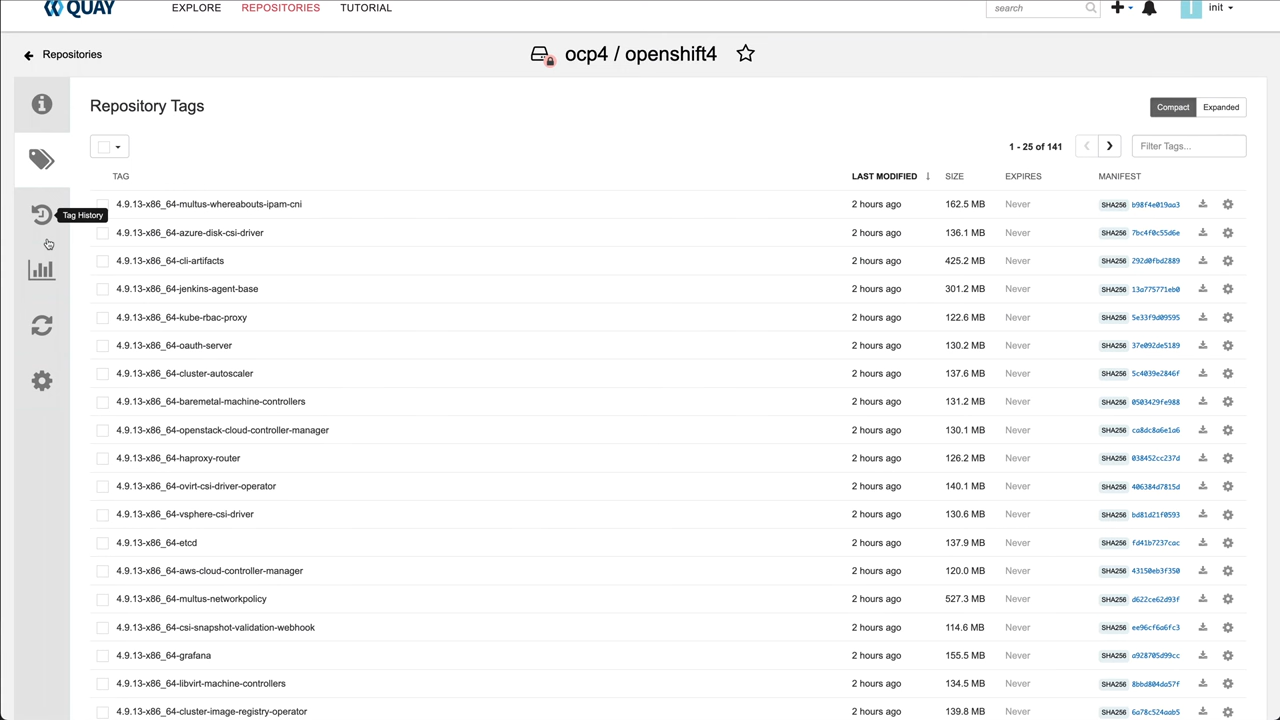 QUAY EXPLORE REPOSITORIES TUTORIAL search init
Repositories
ocp4 / openshift4
Repository Tags
Compact Expanded
1 - 25 of 141 Filter Tags...
TAG LAST MODIFIED SIZE EXPIRES MANIFEST
4.9.13-x86_64-multus-whereabouts-ipam-cni 2 hours ago 162.5 MB Never SHA256 b98f4e019aa3
Tag History
4.9.13-x86_64-azure-disk-csi-driver 2 hours ago 136.1 MB Never SHA256 7bc4f0c55d6e
4.9.13-x86_64-cli-artifacts 2 hours ago 425.2 MB Never SHA256 292d0fbd2889
4.9.13-x86_64-jenkins-agent-base 2 hours ago 301.2 MB Never SHA256 13a775771eb0
4.9.13-x86_64-kube-rbac-proxy 2 hours ago 122.6 MB Never SHA256 5e33f9d09595
4.9.13-x86_64-oauth-server 2 hours ago 130.2 MB Never SHA256 37e092de5189
4.9.13-x86_64-cluster-autoscaler 2 hours ago 137.6 MB Never SHA256 5c4039e2846f
4.9.13-x86_64-baremetal-machine-controllers 2 hours ago 131.2 MB Never SHA256 0503429fe988
4.9.13-x86_64-openstack-cloud-controller-manager 2 hours ago 130.1 MB Never SHA256 ca8dc8a6e1a6
4.9.13-x86_64-haproxy-router 2 hours ago 126.2 MB Never SHA256 038452cc237d
4.9.13-x86_64-ovirt-csi-driver-operator 2 hours ago 140.1 MB Never SHA256 406384d7815d
4.9.13-x86_64-vsphere-csi-driver 2 hours ago 130.6 MB Never SHA256 bd81d21f0593
4.9.13-x86_64-etcd 2 hours ago 137.9 MB Never SHA256 fd41b7237cac
4.9.13-x86_64-aws-cloud-controller-manager 2 hours ago 120.0 MB Never SHA256 43150eb3f350
4.9.13-x86_64-multus-networkpolicy 2 hours ago 527.3 MB Never SHA256 d622ce62d93f
4.9.13-x86_64-csi-snapshot-validation-webhook 2 hours ago 114.6 MB Never SHA256 ee96cf6a6fc3
4.9.13-x86_64-grafana 2 hours ago 155.5 MB Never SHA256 a928705d99cc
4.9.13-x86_64-libvirt-machine-controllers 2 hours ago 134.5 MB Never SHA256 8bbd804da57f
4.9.13-x86_64-cluster-image-registry-operator 2 hours ago 139.8 MB Never SHA256 6a78c524aab5